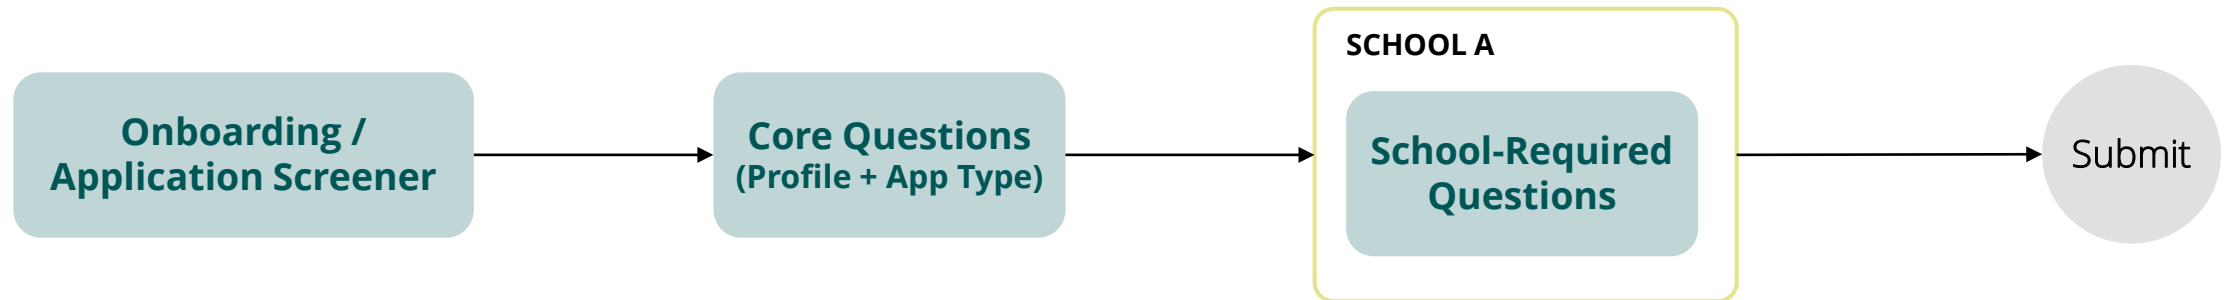 Onboarding /
Application Screener
Core Questions
(Profile + App Type)
SCHOOL A
School-Required
Questions
Submit